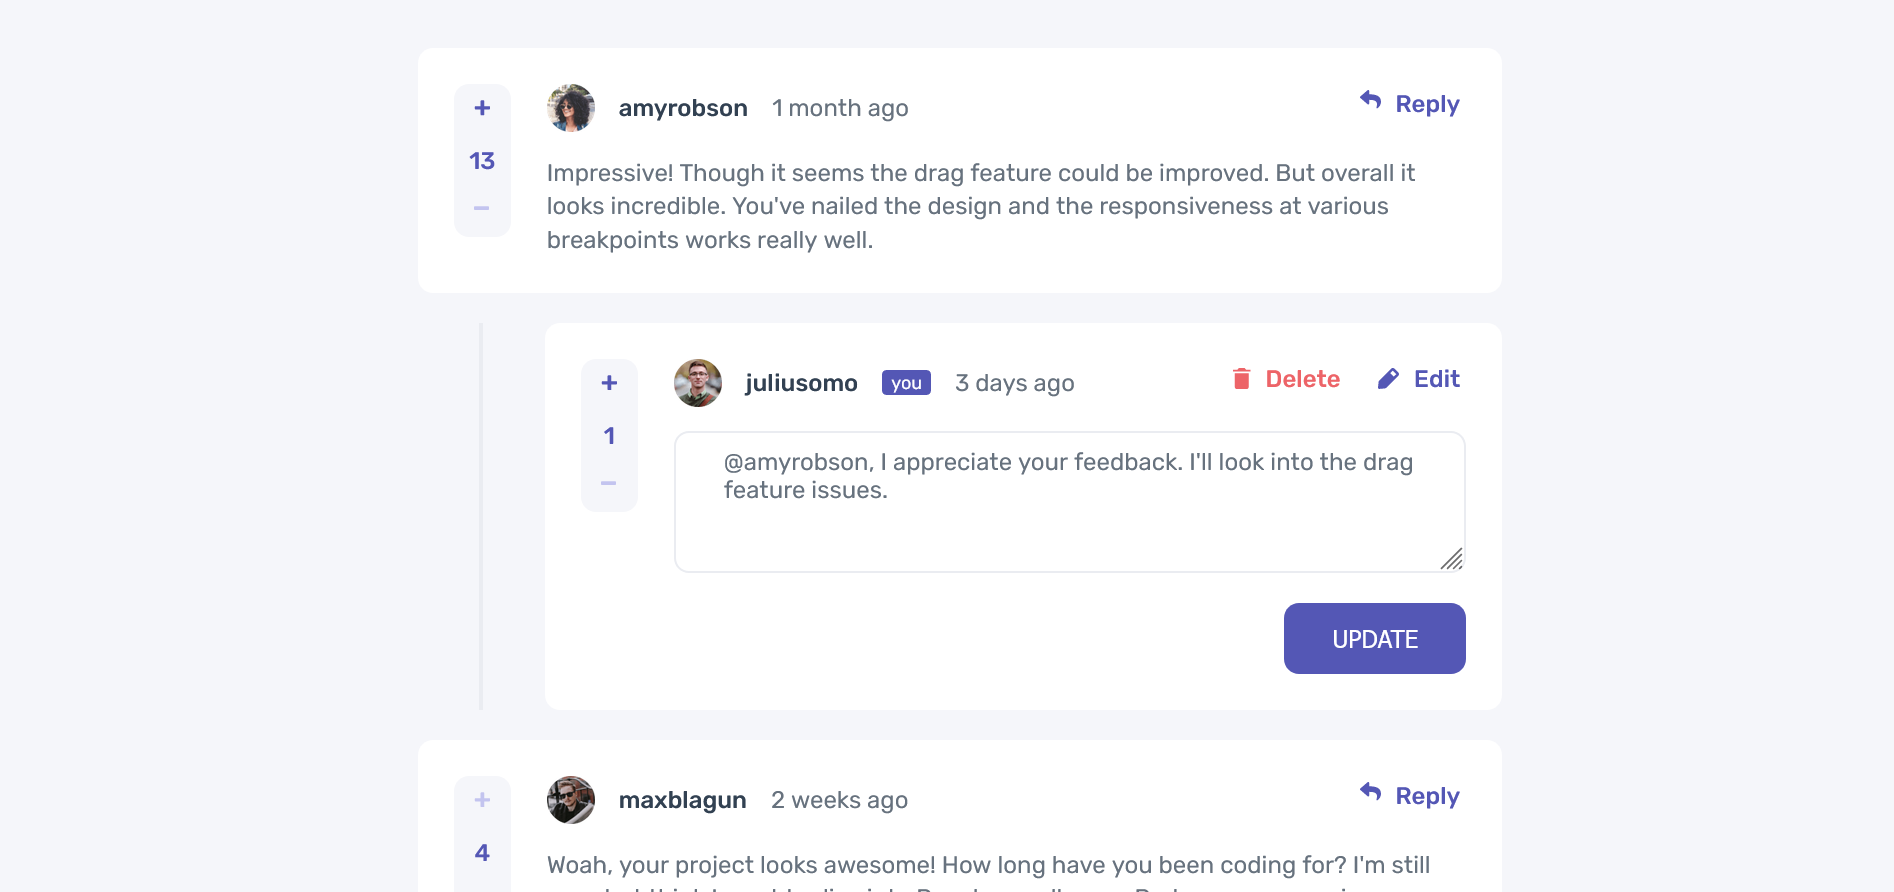 +
13
−
amyrobson 1 month ago
Reply
Impressive! Though it seems the drag feature could be improved. But overall it
looks incredible. You've nailed the design and the responsiveness at various
breakpoints works really well.
+
1
−
juliusomo you 3 days ago
Delete Edit
@amyrobson, I appreciate your feedback. I'll look into the drag
feature issues.
UPDATE
+
4
maxblagun 2 weeks ago
Reply
Woah, your project looks awesome! How long have you been coding for? I'm still